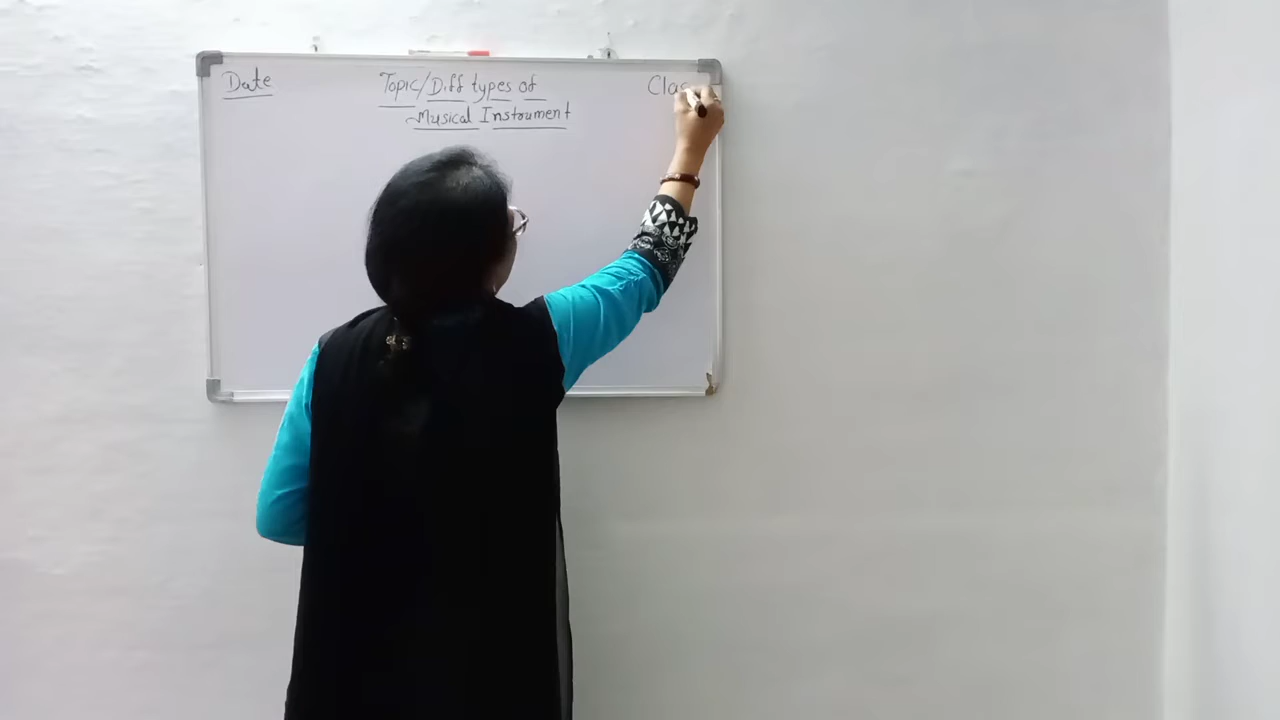 Date Topic/Diff types of Clas
Musical Instrument